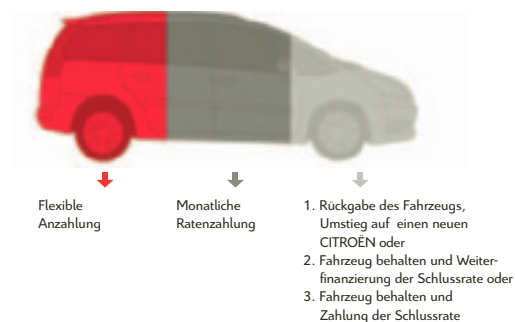 Flexible
Anzahlung
Monatliche
Ratenzahlung
1. Rückgabe des Fahrzeugs,
Umstieg auf einen neuen
CITROËN oder
2. Fahrzeug behalten und Weiter-
finanzierung der Schlussrate oder
3. Fahrzeug behalten und
Zahlung der Schlussrate